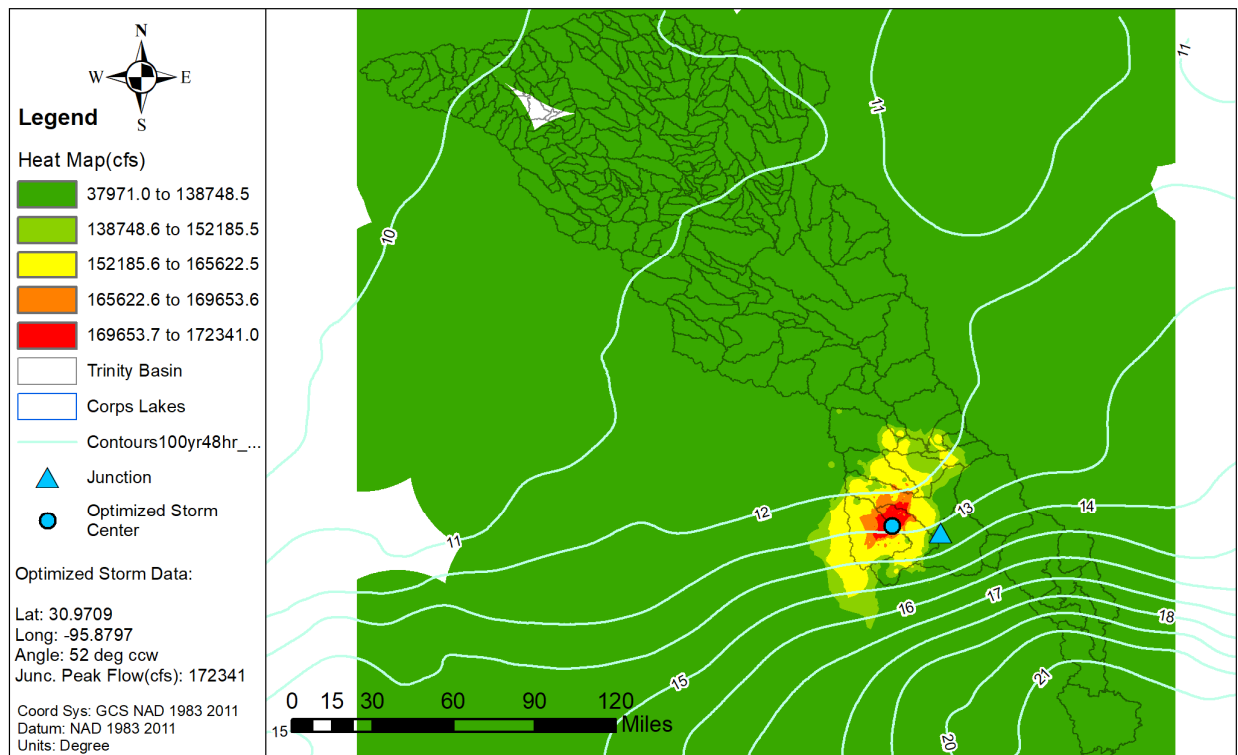 N
W E
S
Legend
Heat Map(cfs)
37971.0 to 138748.5
138748.6 to 152185.5
152185.6 to 165622.5
165622.6 to 169653.6
169653.7 to 172341.0
Trinity Basin
Corps Lakes
Contours100yr48hr_...
Junction
Optimized Storm
Center
Optimized Storm Data:
Lat: 30.9709
Long: -95.8797
Angle: 52 deg ccw
Junc. Peak Flow(cfs): 172341
Coord Sys: GCS NAD 1983 2011
Datum: NAD 1983 2011
Units: Degree
11
11
10
12
13
14
11
16
17
18
15
21
20
15
0 15 30 60 90 120
Miles